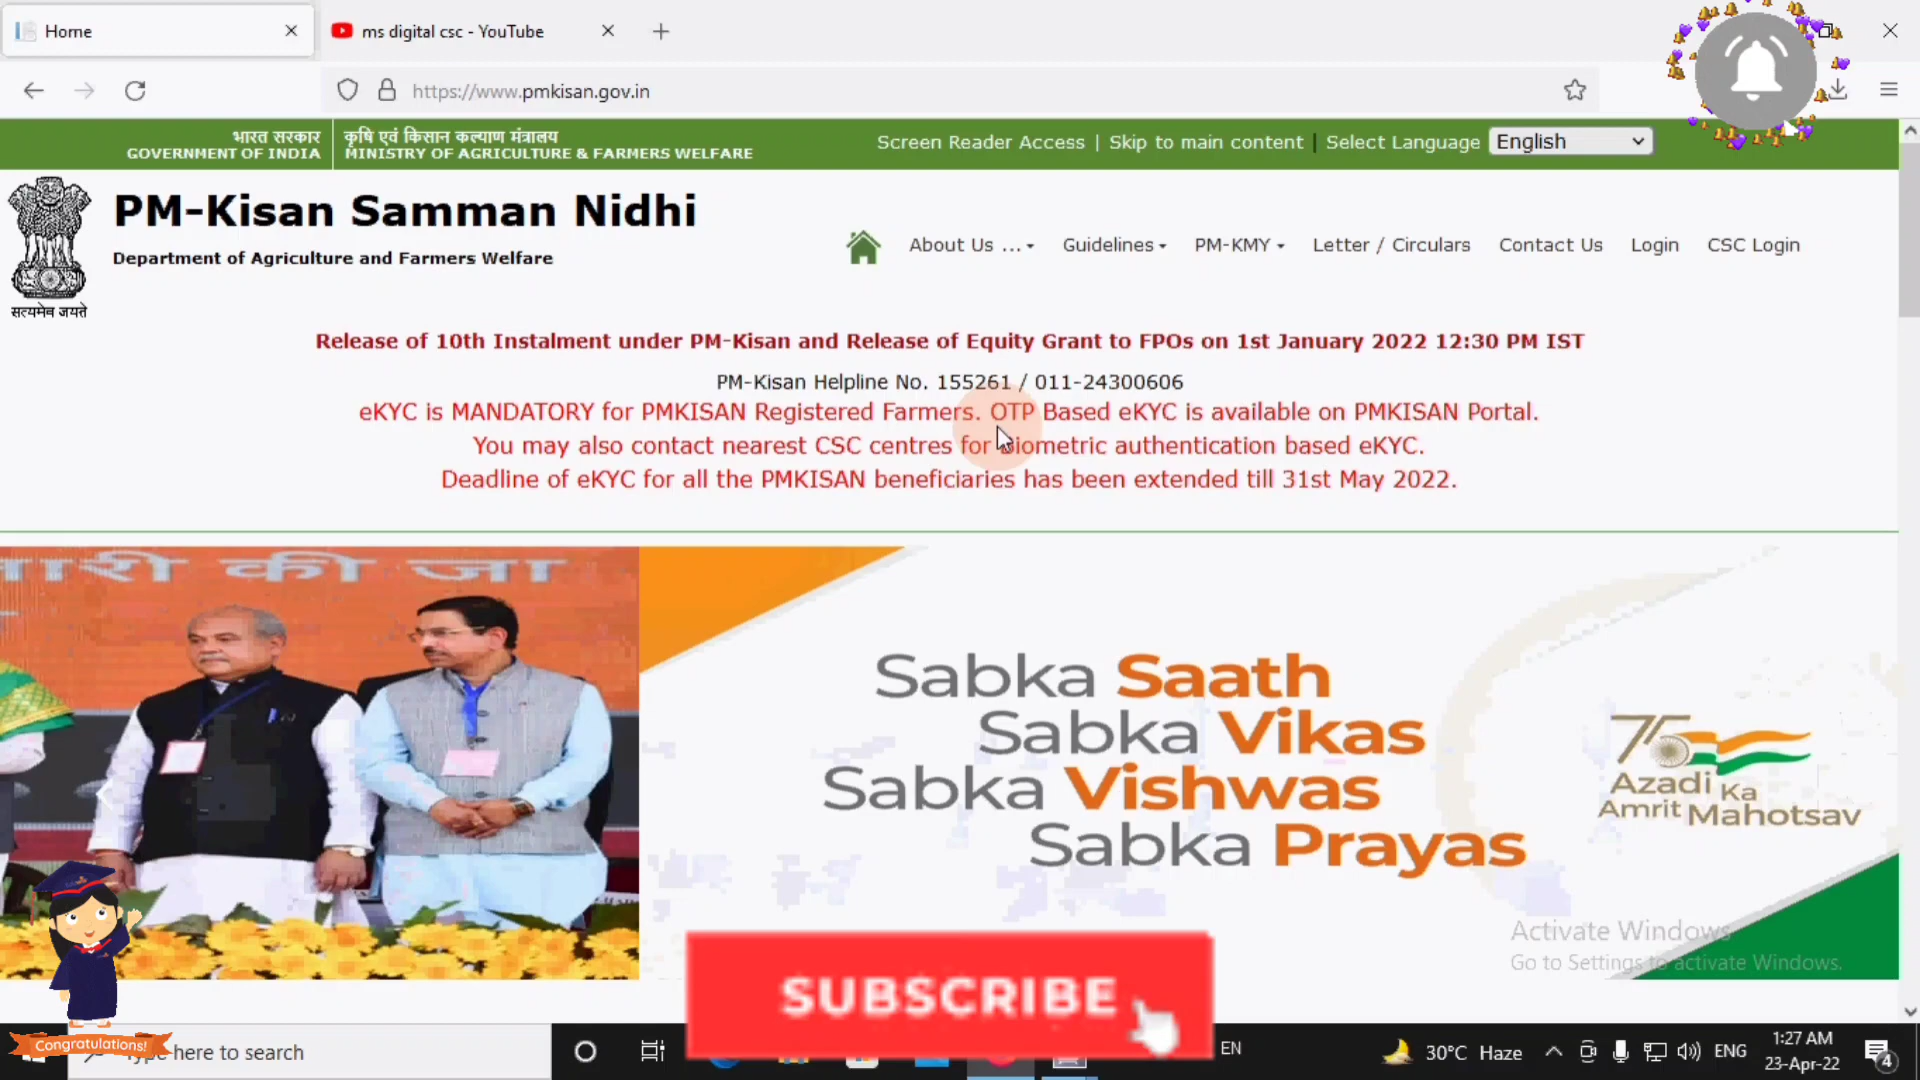 Home
ms digital csc - YouTube
https://www.pmkisan.gov.in
भारत सरकार
GOVERNMENT OF INDIA
कृषि एवं किसान कल्याण मंत्रालय
MINISTRY OF AGRICULTURE & FARMERS WELFARE
Screen Reader Access | Skip to main content | Select Language English
PM-Kisan Samman Nidhi
Department of Agriculture and Farmers Welfare
सत्यमेव जयते
About Us ... Guidelines PM-KMY Letter / Circulars Contact Us Login CSC Login
Release of 10th Instalment under PM-Kisan and Release of Equity Grant to FPOs on 1st January 2022 12:30 PM IST
PM-Kisan Helpline No. 155261 / 011-24300606
eKYC is MANDATORY for PMKISAN Registered Farmers. OTP Based eKYC is available on PMKISAN Portal.
You may also contact nearest CSC centres for biometric authentication based eKYC.
Deadline of eKYC for all the PMKISAN beneficiaries has been extended till 31st May 2022.
की जा
Sabka Saath
Sabka Vikas
Sabka Vishwas
Sabka Prayas
75
Azadi Ka
Amrit Mahotsav
Activate Windows
Go to Settings to activate Windows.
SUBSCRIBE
Congratulations!
here to search
EN
30°C Haze
ENG
1:27 AM
23-Apr-22
4